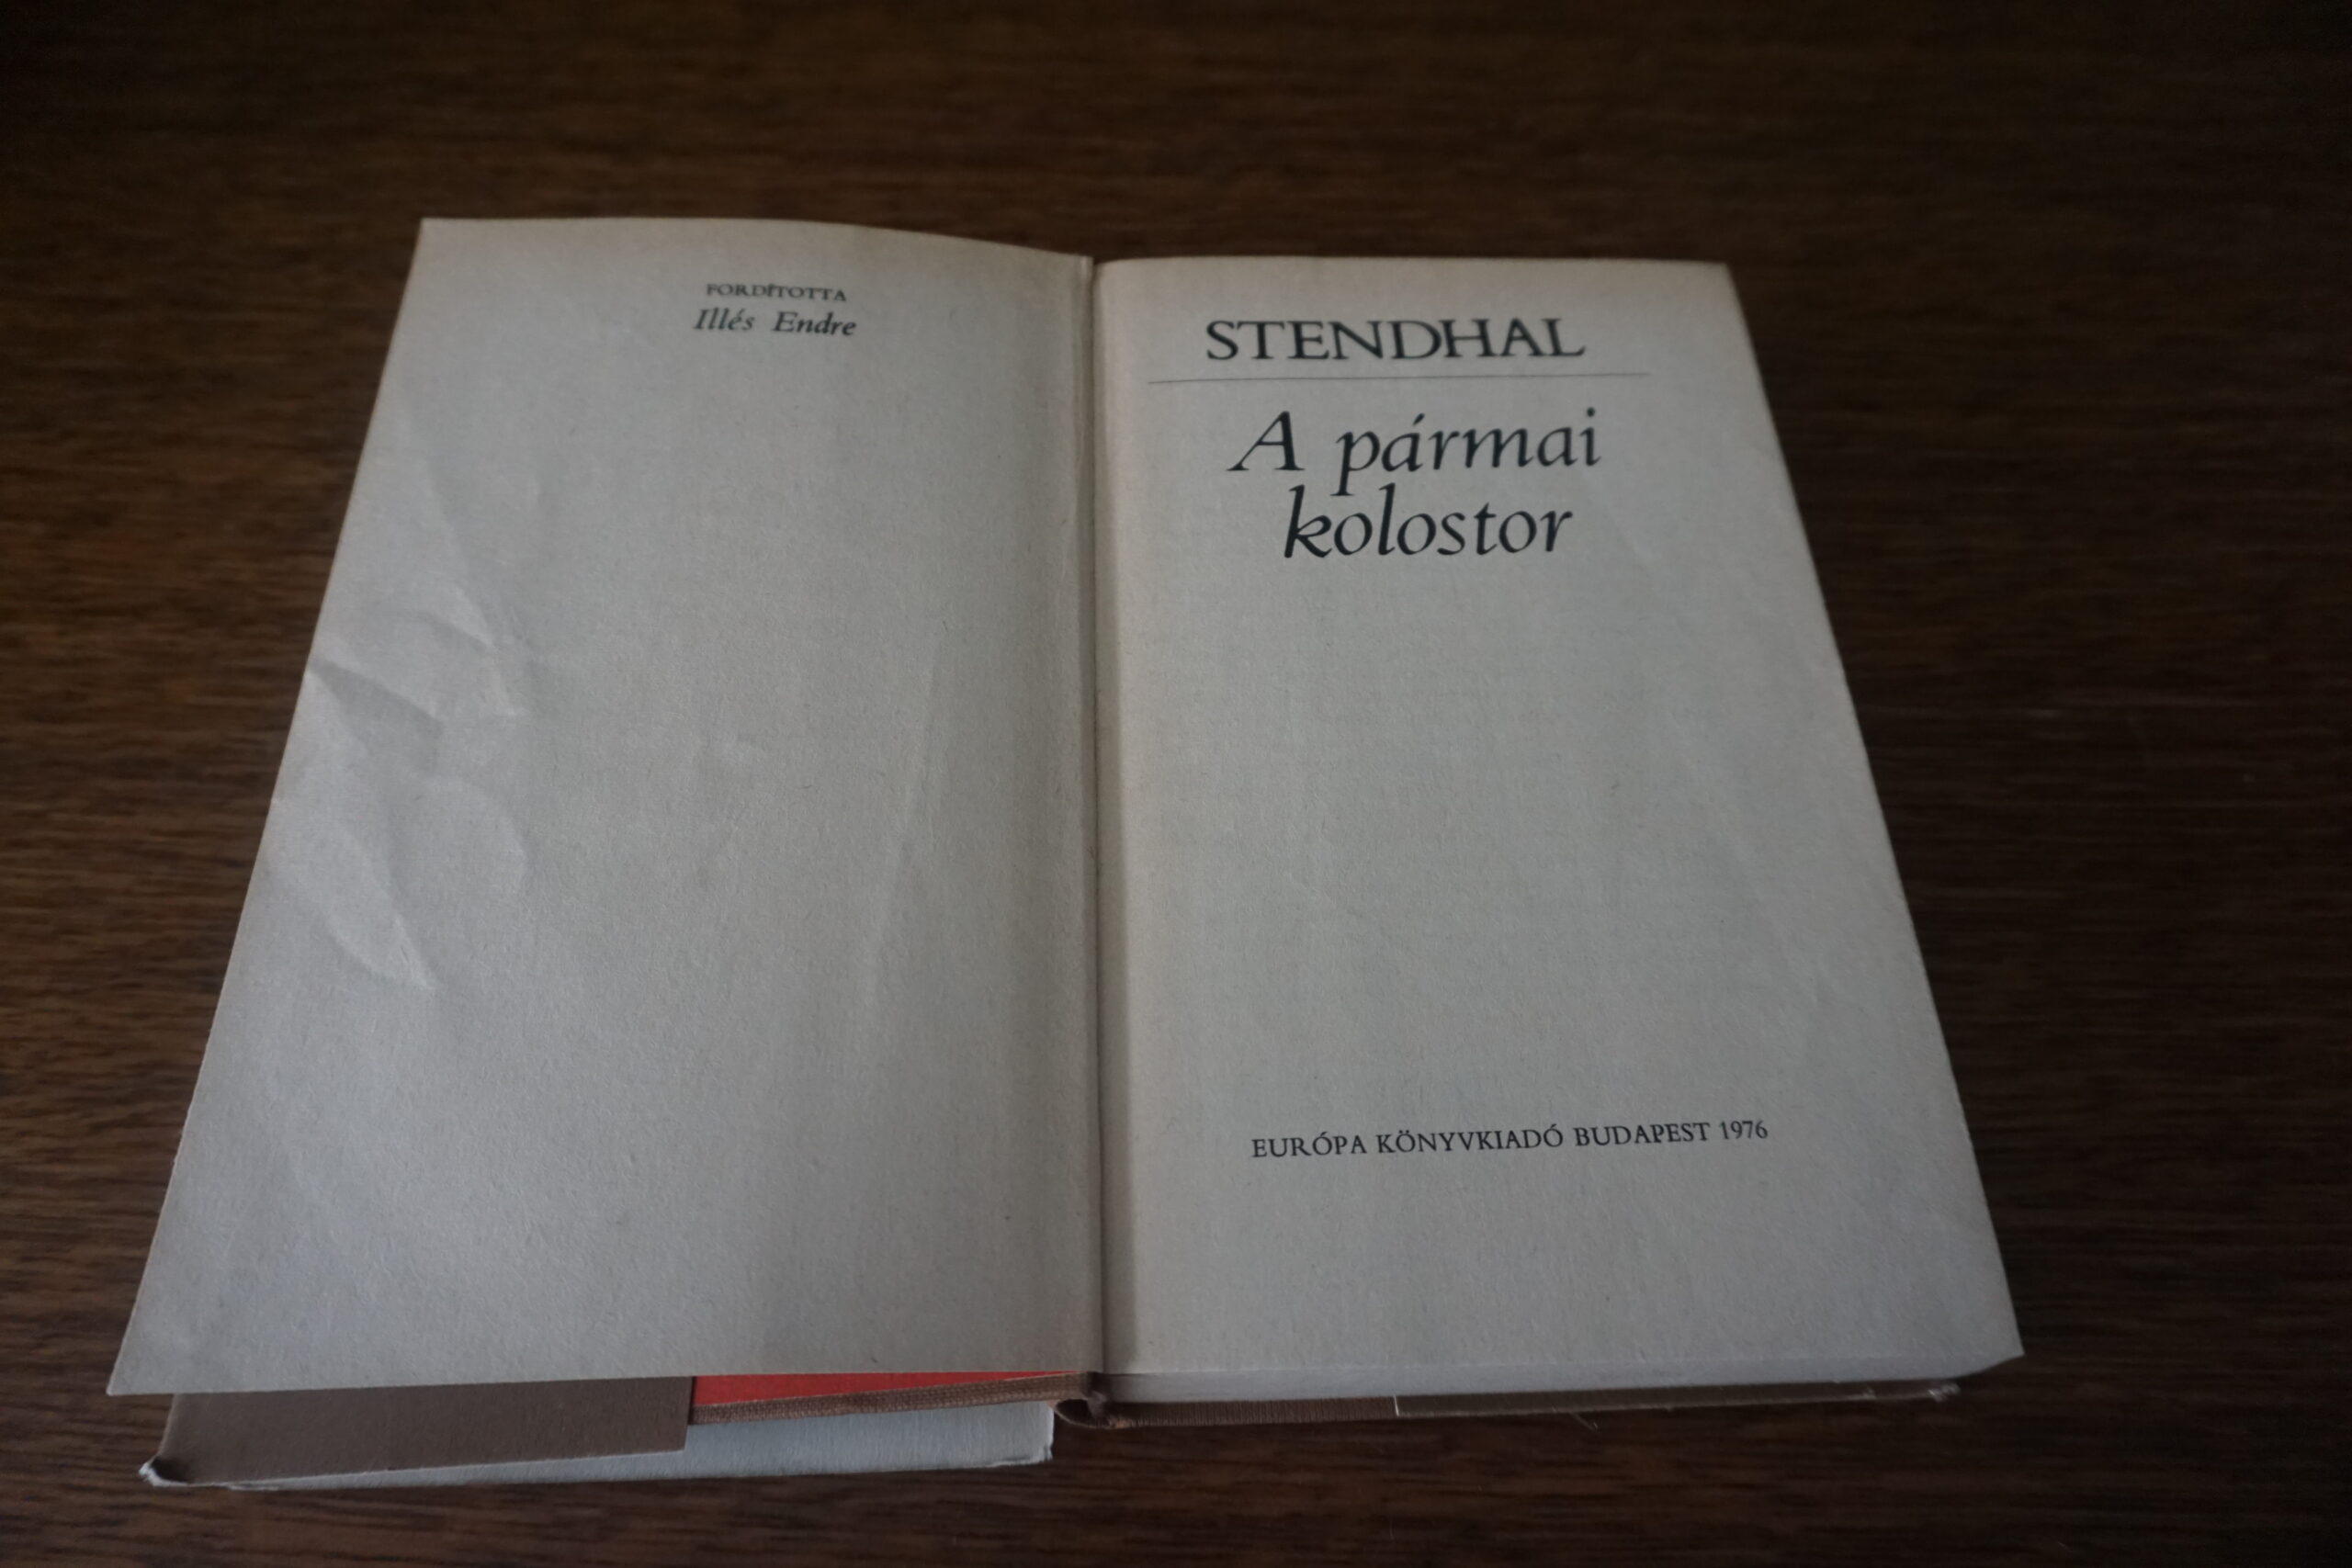 FORDÍTOTTA
Illés Endre
STENDHAL
A pármai
kolostor
EURÓPA KÖNYVKIADÓ BUDAPEST 1976